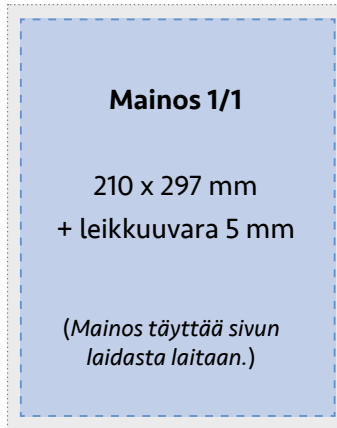 Mainos 1/1
210 x 297 mm
+ leikkuuvara 5 mm
(Mainos täyttää sivun
laidasta laitaan.)